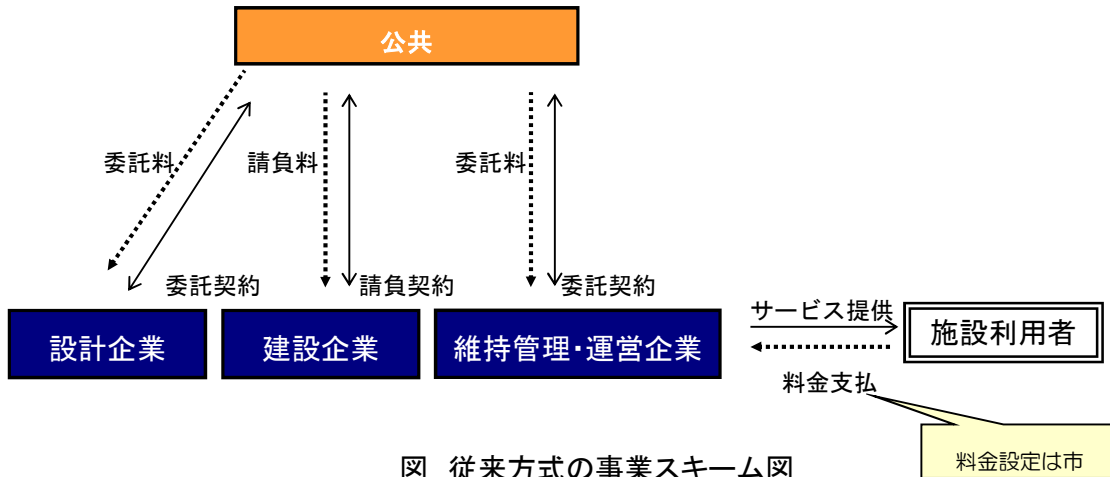 公共
委託料
請負料
委託料
委託契約
請負契約
委託契約
設計企業
建設企業
維持管理・運営企業
サービス提供
施設利用者
料金支払
料金設定は市
図 従来方式の事業スキーム図